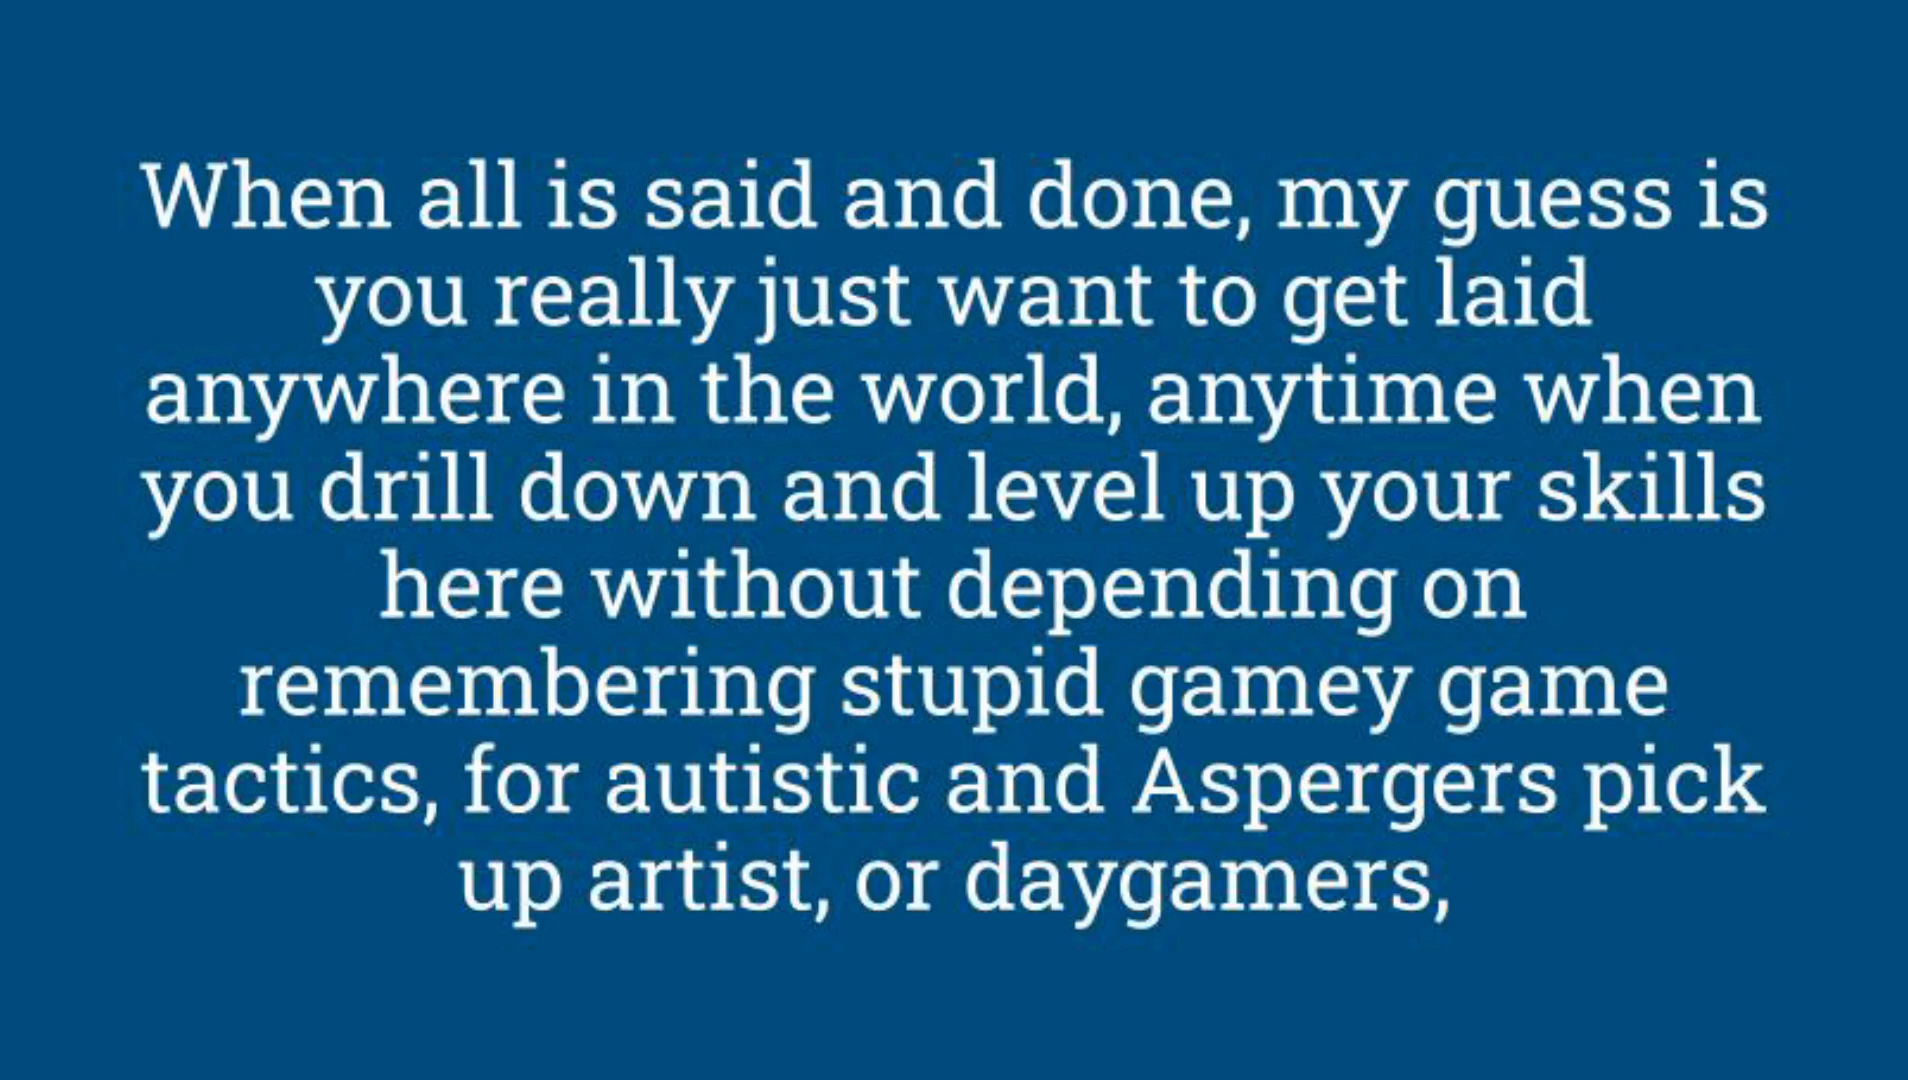 When all is said and done, my guess is
you really just want to get laid
anywhere in the world, anytime when
you drill down and level up your skills
here without depending on
remembering stupid gamey game
tactics, for autistic and Aspergers pick
up artist, or daygamers,